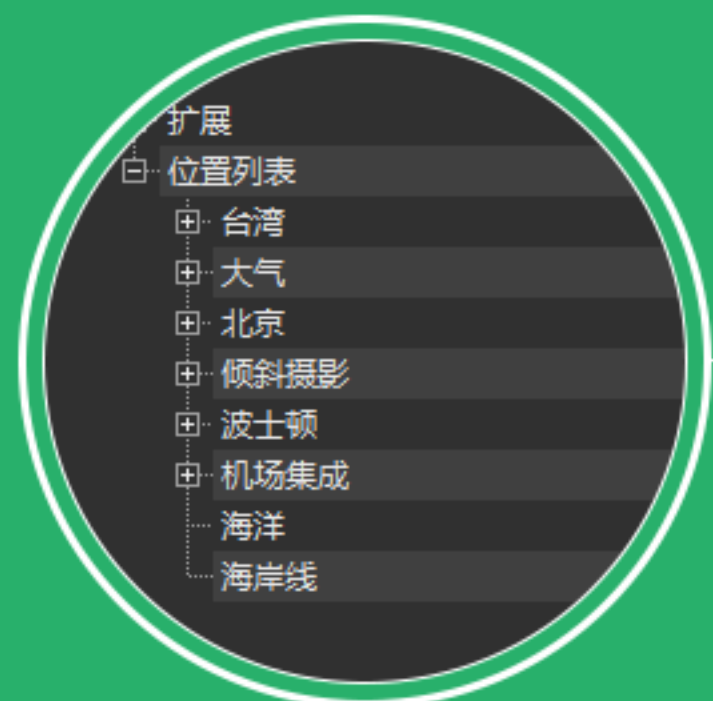 扩展
位置列表
台湾
大气
北京
倾斜摄影
波士顿
机场集成
海洋
海岸线